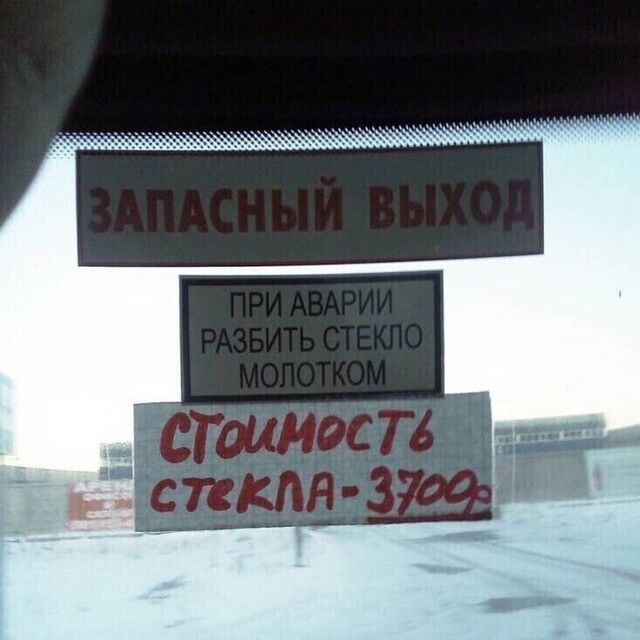 ЗАПАСНЫЙ ВЫХОД
ПРИ АВАРИИ
РАЗБИТЬ СТЕКЛО
МОЛОТКОМ
СТОИМОСТЬ
СТЕКЛА-3700р